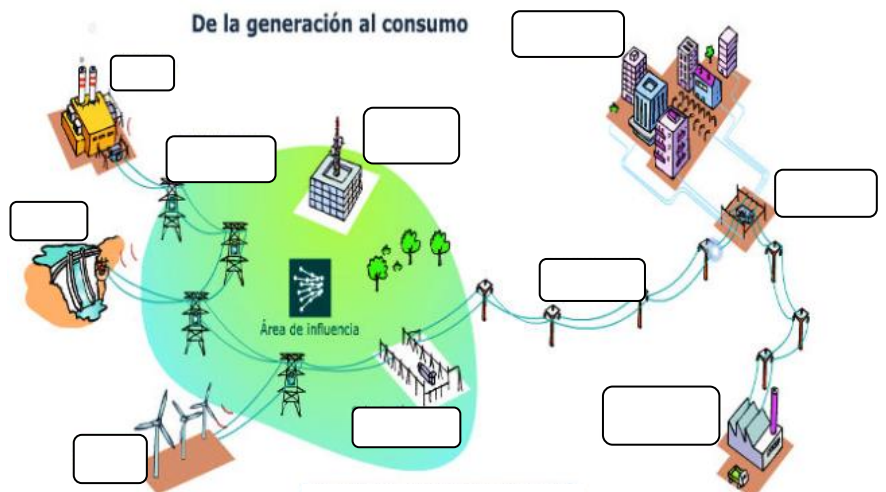 De la generación al consumo
Área de influencia